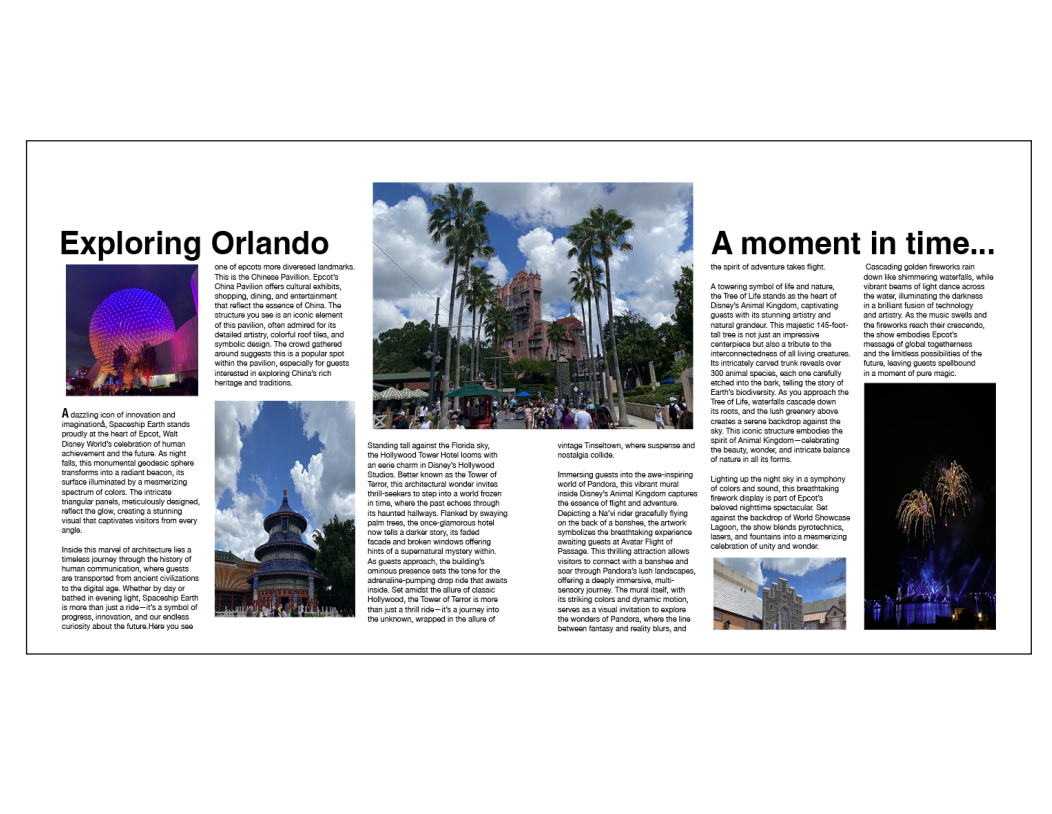 Exploring Orlando
A dazzling icon of innovation and
imaginationâ, Spaceship Earth stands
proudly at the heart of Epcot, Walt
Disney World's celebration of human
achievement and the future. As night
falls, this monumental geodesic sphere
transforms into a radiant beacon, its
surface illuminated by a mesmerizing
spectrum of colors. The intricate
triangular panels, meticulously designed,
reflect the glow, creating a stunning
visual that captivates visitors from every
angle.
Inside this marvel of architecture lies a
timeless journey through the history of
human communication, where guests
are transported from ancient civilizations
to the digital age. Whether by day or
bathed in evening light, Spaceship Earth
is more than just a ride—it's a symbol of
progress, innovation, and our endless
curiosity about the future.Here you see
one of epcots more diveresed landmarks.
This is the Chinese Pavillion. Epcot's
China Pavilion offers cultural exhibits,
shopping, dining, and entertainment
that reflect the essence of China. The
structure you see is an iconic element
of this pavilion, often admired for its
detailed artistry, colorful roof tiles, and
symbolic design. The crowd gathered
around suggests this is a popular spot
within the pavilion, especially for guests
interested in exploring China's rich
heritage and traditions.
Standing tall against the Florida sky,
the Hollywood Tower Hotel looms with
an eerie charm in Disney's Hollywood
Studios. Better known as the Tower of
Terror, this architectural wonder invites
thrill-seekers to step into a world frozen
in time, where the past echoes through
its haunted hallways. Flanked by swaying
palm trees, the once-glamorous hotel
now tells a darker story, its faded
facade and broken windows offering
hints of a supernatural mystery within.
As guests approach, the building's
ominous presence sets the tone for the
adrenaline-pumping drop ride that awaits
inside. Set amidst the allure of classic
Hollywood, the Tower of Terror is more
than just a thrill ride—it's a journey into
the unknown, wrapped in the allure of
vintage Tinseltown, where suspense and
nostalgia collide.
Immersing guests into the awe-inspiring
world of Pandora, this vibrant mural
inside Disney's Animal Kingdom captures
the essence of flight and adventure.
Depicting a Na'vi rider gracefully flying
on the back of a banshee, the artwork
symbolizes the breathtaking experience
awaiting guests at Avatar Flight of
Passage. This thrilling attraction allows
visitors to connect with a banshee and
soar through Pandora's lush landscapes,
offering a deeply immersive, multi-
sensory journey. The mural itself, with
its striking colors and dynamic motion,
serves as a visual invitation to explore
the wonders of Pandora, where the line
between fantasy and reality blurs, and
A moment in time...
the spirit of adventure takes flight.
A towering symbol of life and nature,
the Tree of Life stands as the heart of
Disney's Animal Kingdom, captivating
guests with its stunning artistry and
natural grandeur. This majestic 145-foot-
tall tree is not just an impressive
centerpiece but also a tribute to the
interconnectedness of all living creatures.
Its intricately carved trunk reveals over
300 animal species, each one carefully
etched into the bark, telling the story of
Earth's biodiversity. As you approach the
Tree of Life, waterfalls cascade down
its roots, and the lush greenery above
creates a serene backdrop against the
sky. This iconic structure embodies the
spirit of Animal Kingdom—celebrating
the beauty, wonder, and intricate balance
of nature in all its forms.
Lighting up the night sky in a symphony
of colors and sound, this breathtaking
firework display is part of Epcot's
beloved nighttime spectacular. Set
against the backdrop of World Showcase
Lagoon, the show blends pyrotechnics,
lasers, and fountains into a mesmerizing
celebration of unity and wonder.
Cascading golden fireworks rain
down like shimmering waterfalls, while
vibrant beams of light dance across
the water, illuminating the darkness
in a brilliant fusion of technology
and artistry. As the music swells and
the fireworks reach their crescendo,
the show embodies Epcot's
message of global togetherness
and the limitless possibilities of the
future, leaving guests spellbound
in a moment of pure magic.